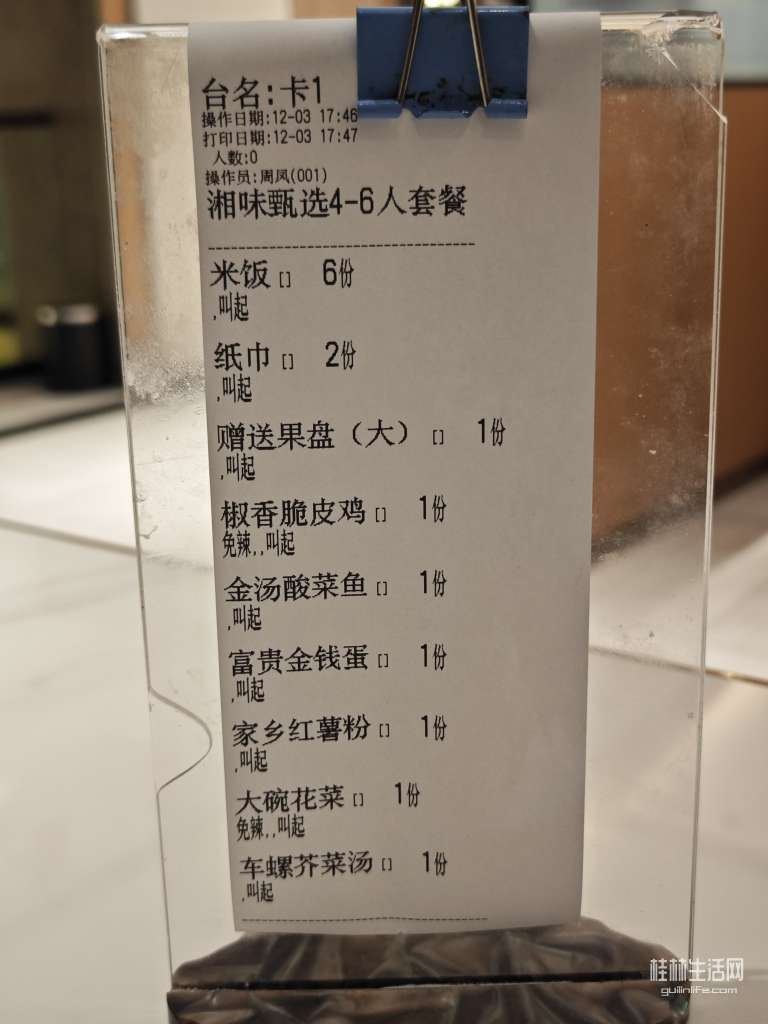 台名:卡1
操作日期:12-03 17:46
打印日期:12-03 17:47
人数:0
操作员:周凤(001)
湘味甄选4-6人套餐
米饭 [] 6份
,叫起
纸巾 [] 2份
,叫起
赠送果盘（大） [] 1份
,叫起
椒香脆皮鸡 [] 1份
免辣,,叫起
金汤酸菜鱼 [] 1份
,叫起
富贵金钱蛋 [] 1份
,叫起
家乡红薯粉 [] 1份
,叫起
大碗花菜 [] 1份
免辣,,叫起
车螺芥菜汤 [] 1份
,叫起
桂林生活网
guilinlife.com